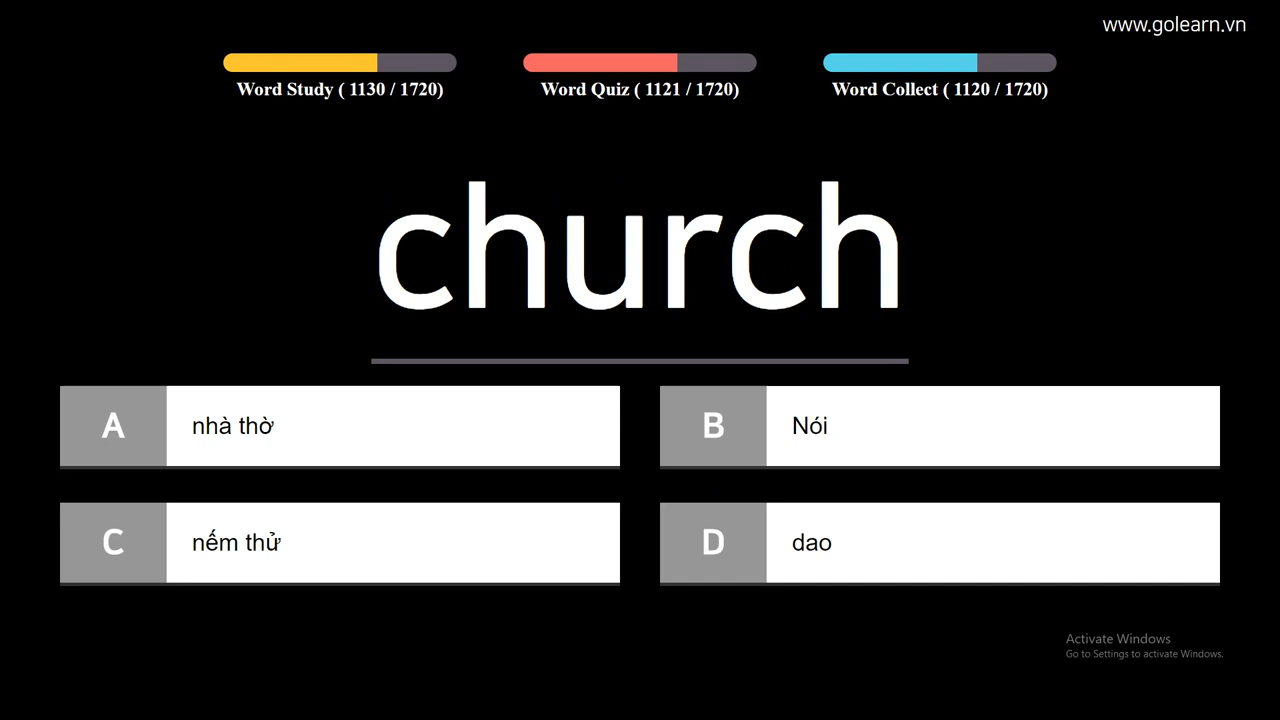 www.golearn.vn
Word Study ( 1130 / 1720)
Word Quiz ( 1121 / 1720)
Word Collect ( 1120 / 1720)
church
A nhà thờ
B Nói
C nếm thử
D dao
Activate Windows
Go to Settings to activate Windows.